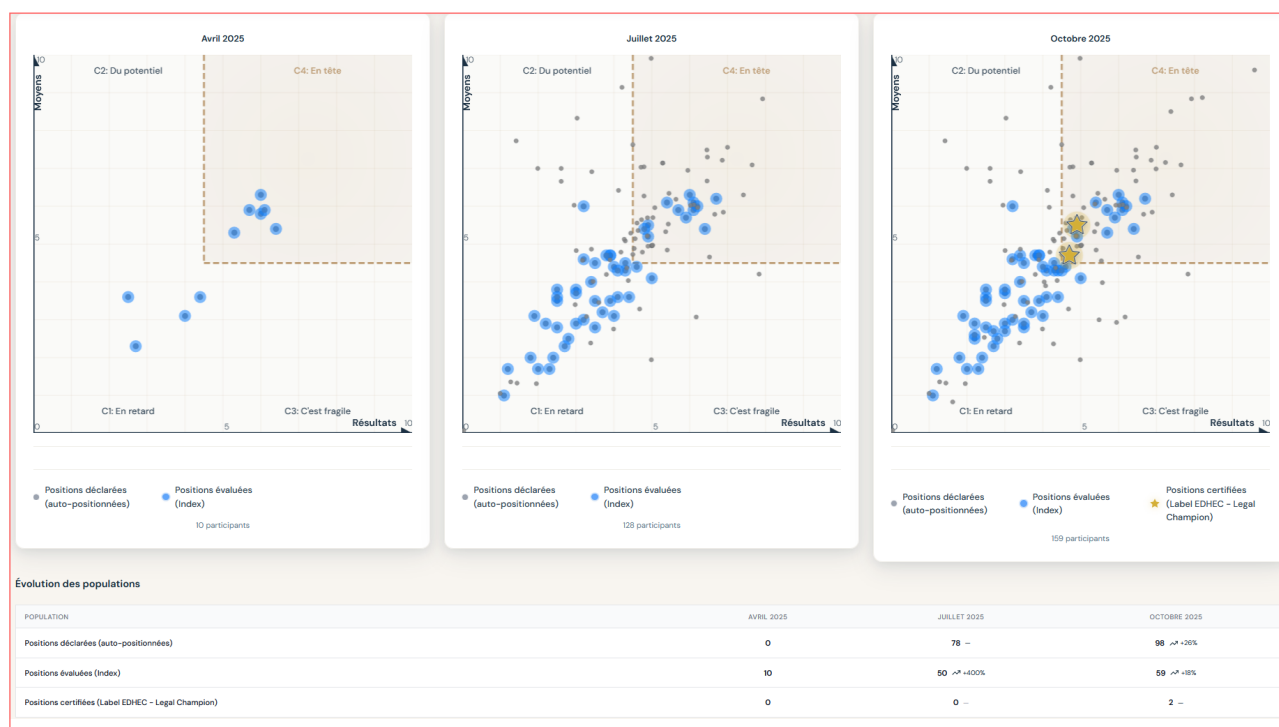 Avril 2025
10
Moyens
C2: Du potentiel
C4: En tête
5
C1: En retard
C3: C'est fragile
Résultats
0
5
10
Positions déclarées
(auto-positionnées)
Positions évaluées
(Index)
10 participants
Juillet 2025
10
Moyens
C2: Du potentiel
C4: En tête
5
C1: En retard
C3: C'est fragile
Résultats
0
5
10
Positions déclarées
(auto-positionnées)
Positions évaluées
(Index)
128 participants
Octobre 2025
10
Moyens
C2: Du potentiel
C4: En tête
5
C1: En retard
C3: C'est fragile
Résultats
0
5
10
Positions déclarées
(auto-positionnées)
Positions évaluées
(Index)
Positions certifiées
(Label EDHEC - Legal
Champion)
159 participants
Évolution des populations
POPULATION AVRIL 2025 JUILLET 2025 OCTOBRE 2025
Positions déclarées (auto-positionnées) 0 78 – 98 +26%
Positions évaluées (Index) 10 50 +400% 59 +18%
Positions certifiées (Label EDHEC - Legal Champion) 0 0 – 2 –